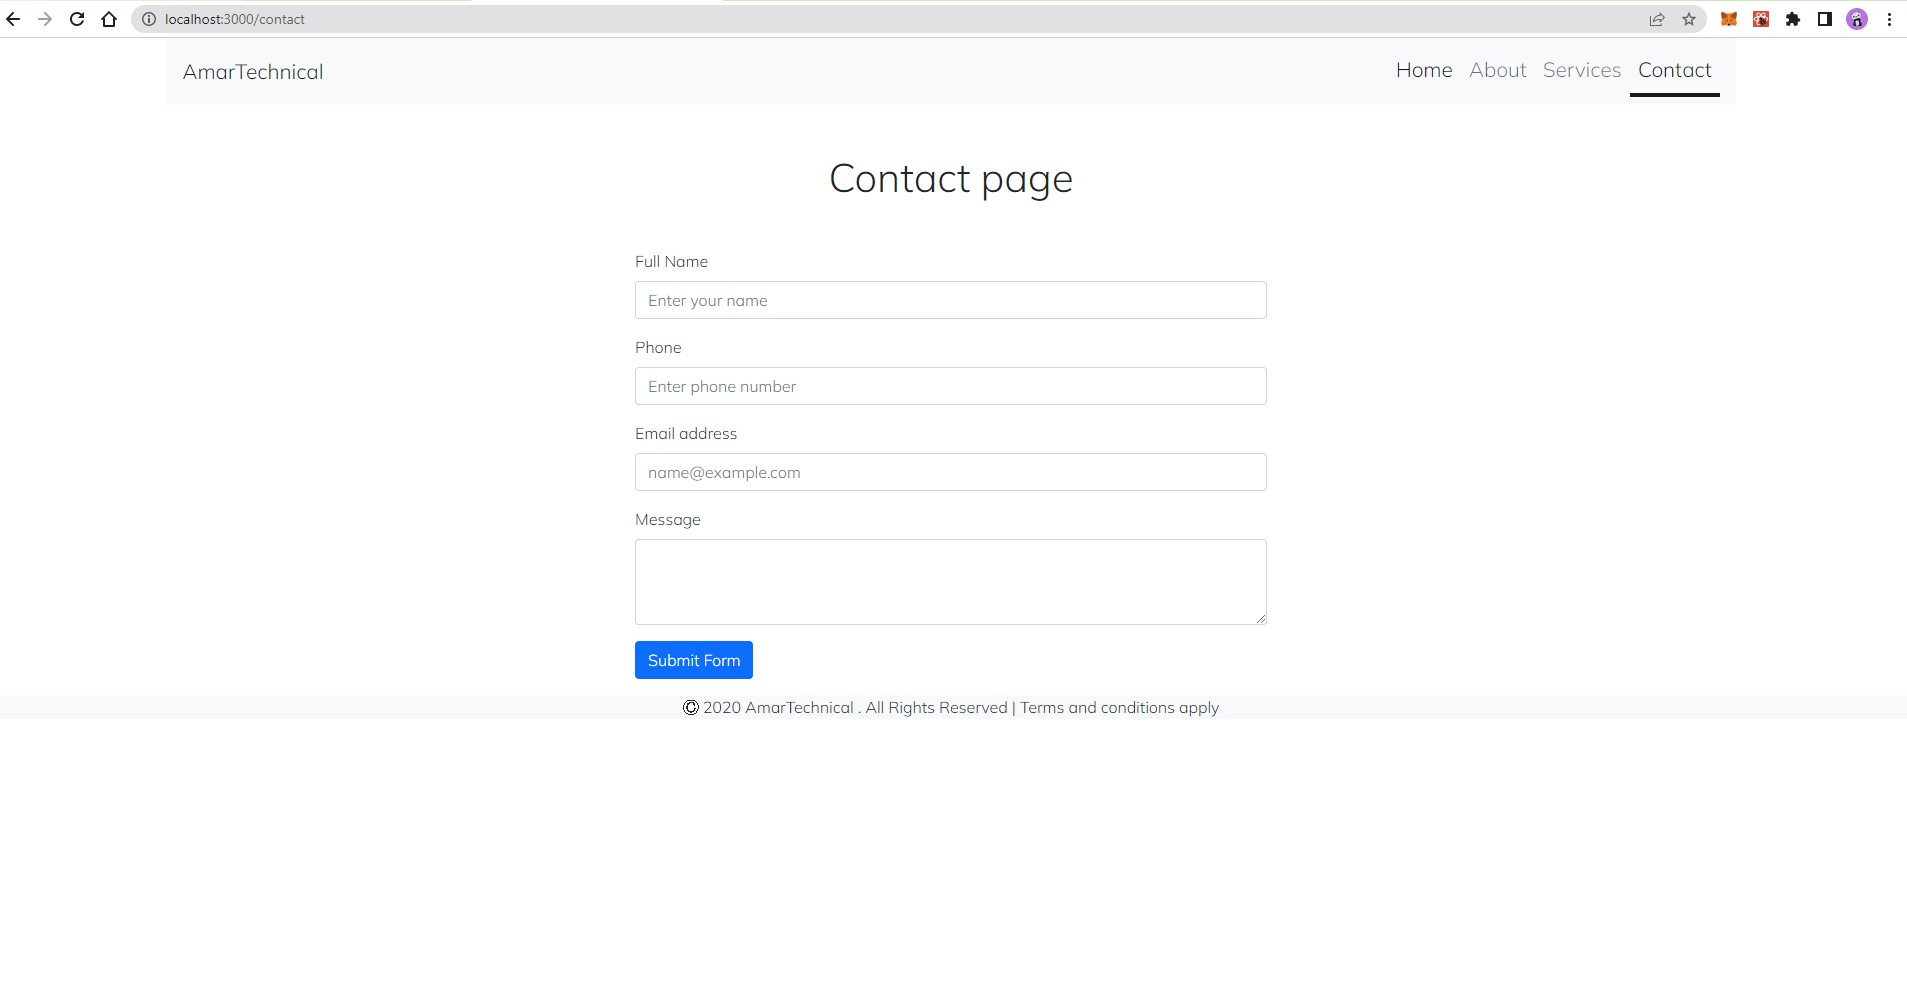 localhost:3000/contact
AmarTechnical
Home About Services Contact
Contact page
Full Name
Enter your name
Phone
Enter phone number
Email address
name@example.com
Message
Submit Form
© 2020 AmarTechnical . All Rights Reserved | Terms and conditions apply